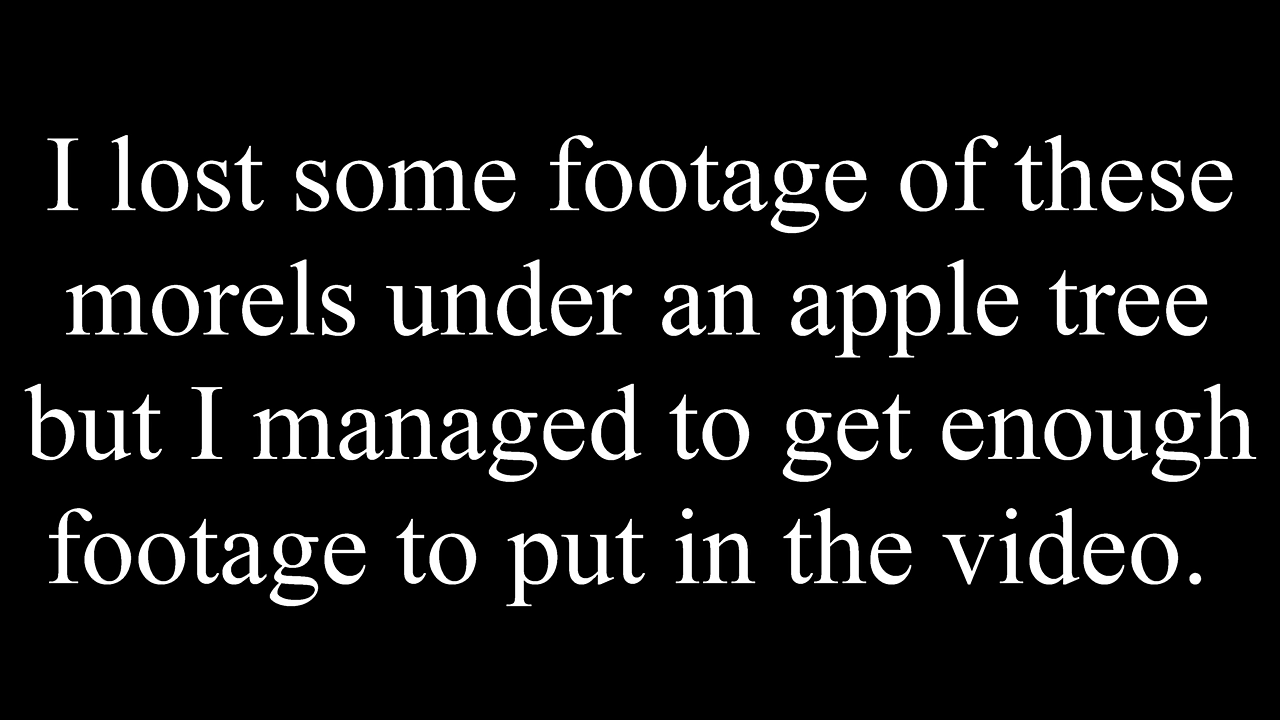 I lost some footage of these
morels under an apple tree
but I managed to get enough
footage to put in the video.